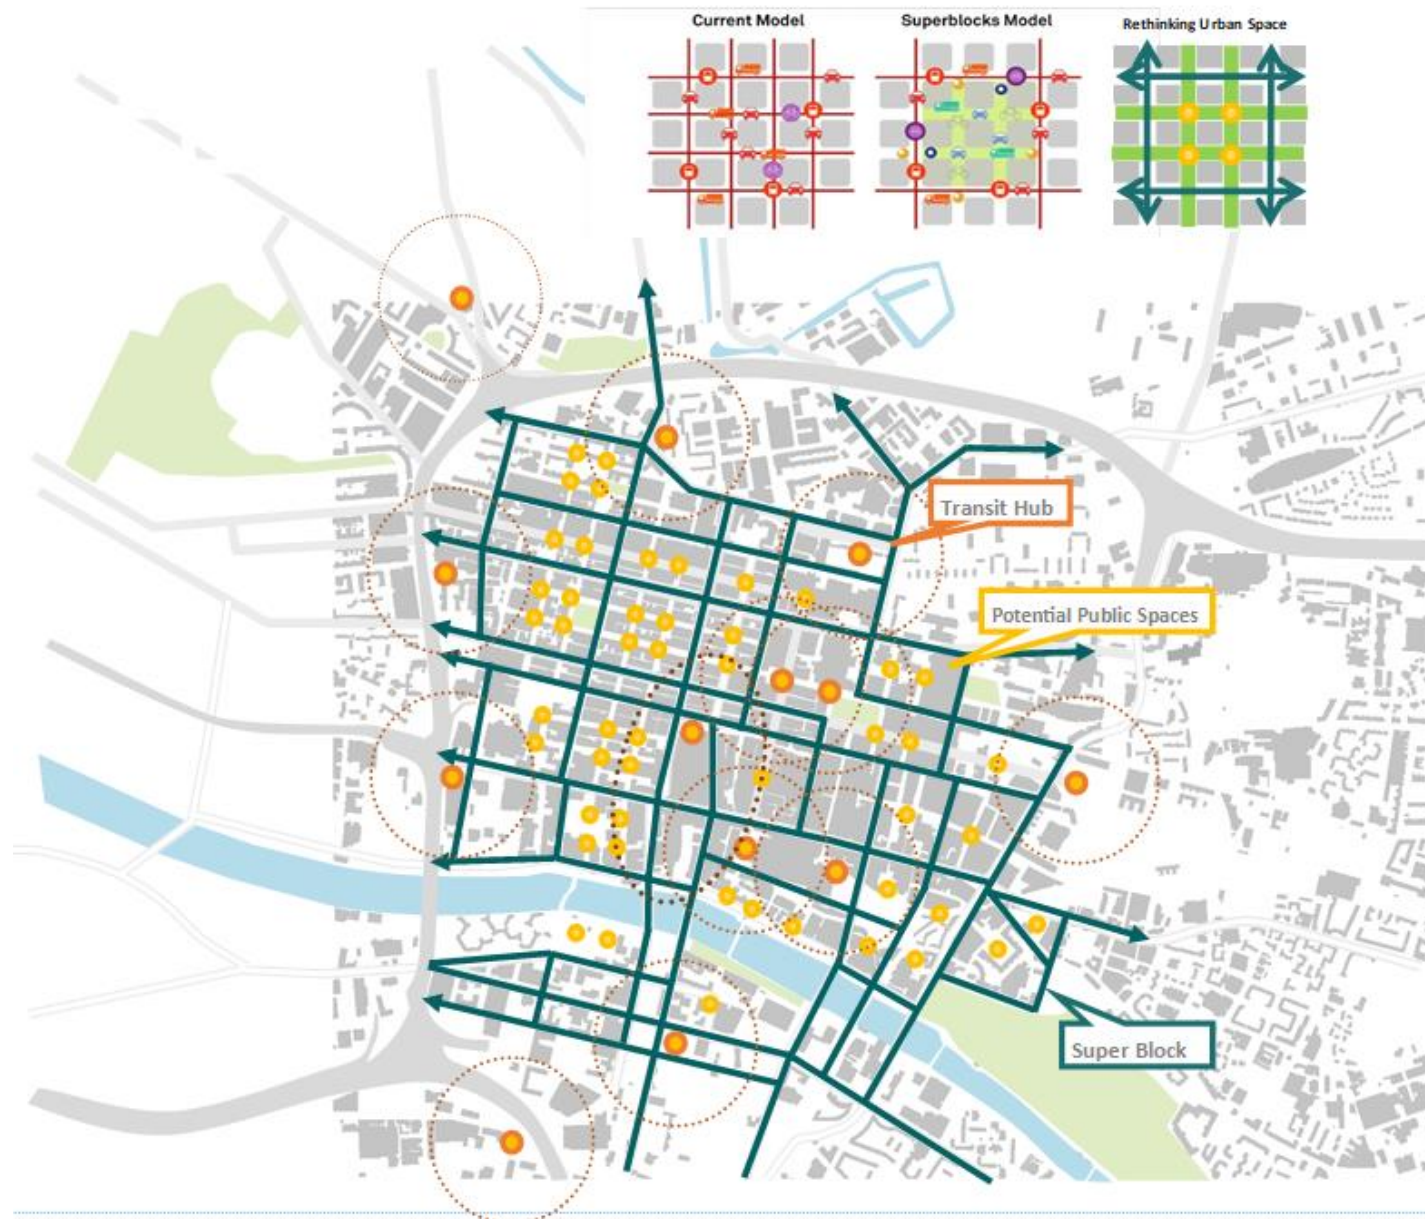 Current Model
Superblocks Model
Rethinking Urban Space
Transit Hub
Potential Public Spaces
Super Block